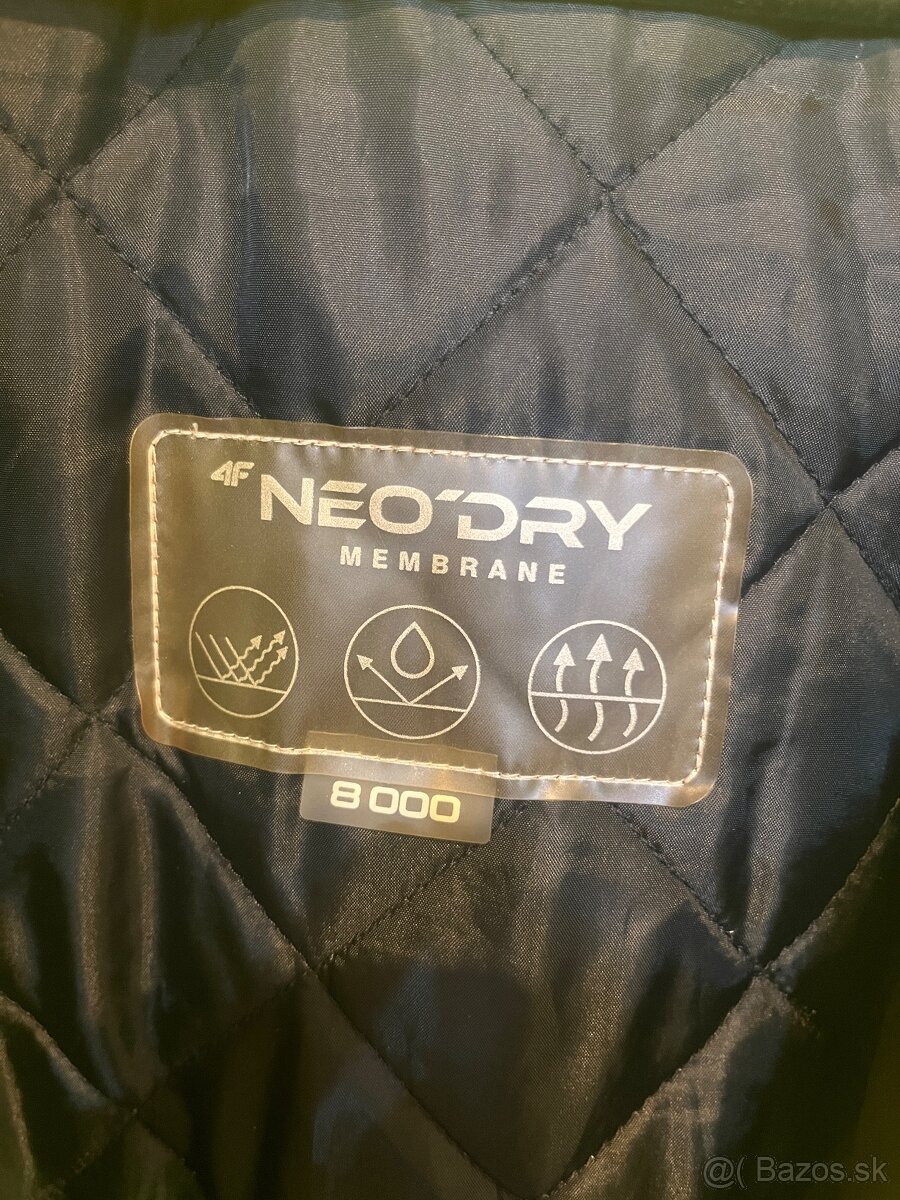 4F
NEO'DRY
MEMBRANE
8 000
@( Bazos.sk